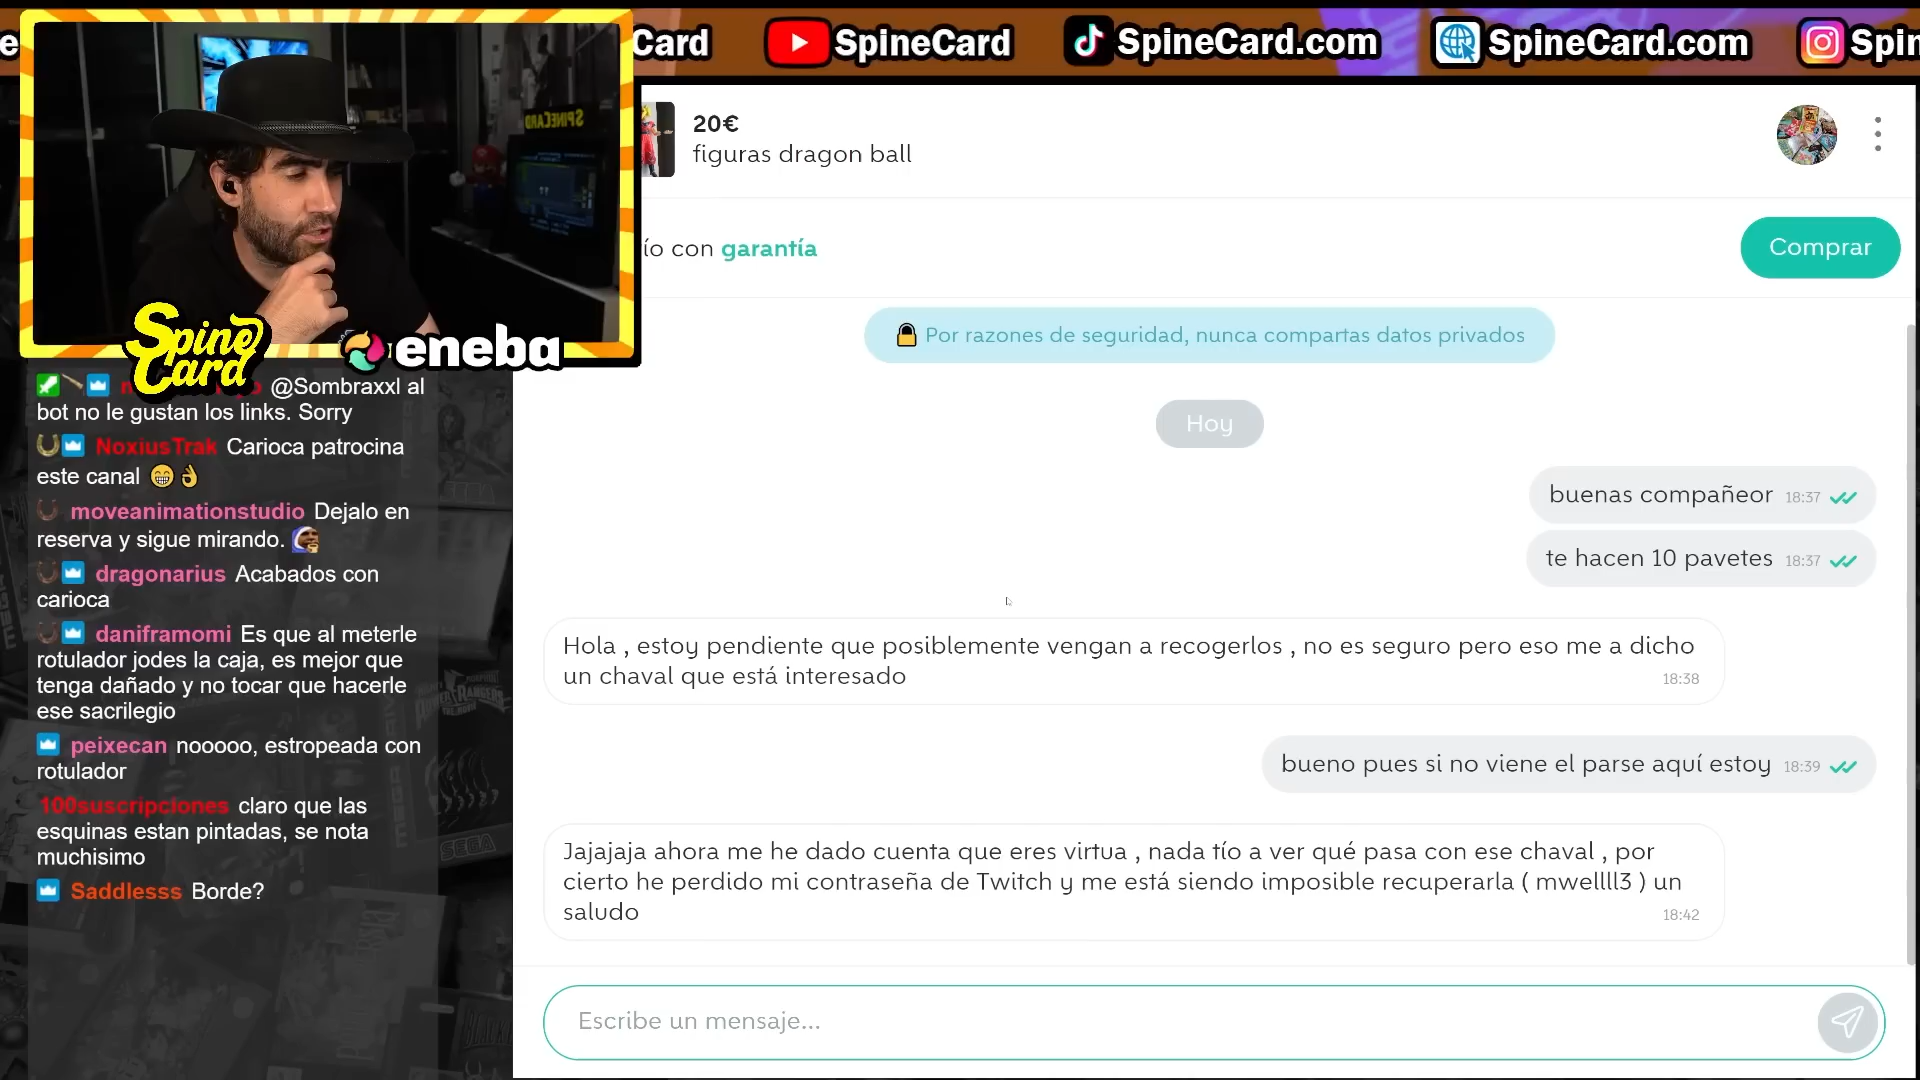 e
Card
SpineCard
SpineCard.com
SpineCard.com
Spin
SPINECARD
Spine
Card
eneba
20€
figuras dragon ball
ío con garantía
Comprar
Por razones de seguridad, nunca compartas datos privados
Hoy
buenas compañeor 18:37
te hacen 10 pavetes 18:37
Hola , estoy pendiente que posiblemente vengan a recogerlos , no es seguro pero eso me a dicho
un chaval que está interesado
18:38
bueno pues si no viene el parse aquí estoy 18:39
Jajajaja ahora me he dado cuenta que eres virtua , nada tío a ver qué pasa con ese chaval , por
cierto he perdido mi contraseña de Twitch y me está siendo imposible recuperarla ( mwellll3 ) un
saludo
18:42
Escribe un mensaje...
@Sombraxxl al
bot no le gustan los links. Sorry
NoxiusTrak Carioca patrocina
este canal 😁👌
moveanimationstudio Dejalo en
reserva y sigue mirando.
dragonarius Acabados con
carioca
daniframomi Es que al meterle
rotulador jodes la caja, es mejor que
tenga dañado y no tocar que hacerle
ese sacrilegio
peixecan nooooo, estropeada con
rotulador
100suscripciones claro que las
esquinas estan pintadas, se nota
muchisimo
Saddlesss Borde?
SEGA